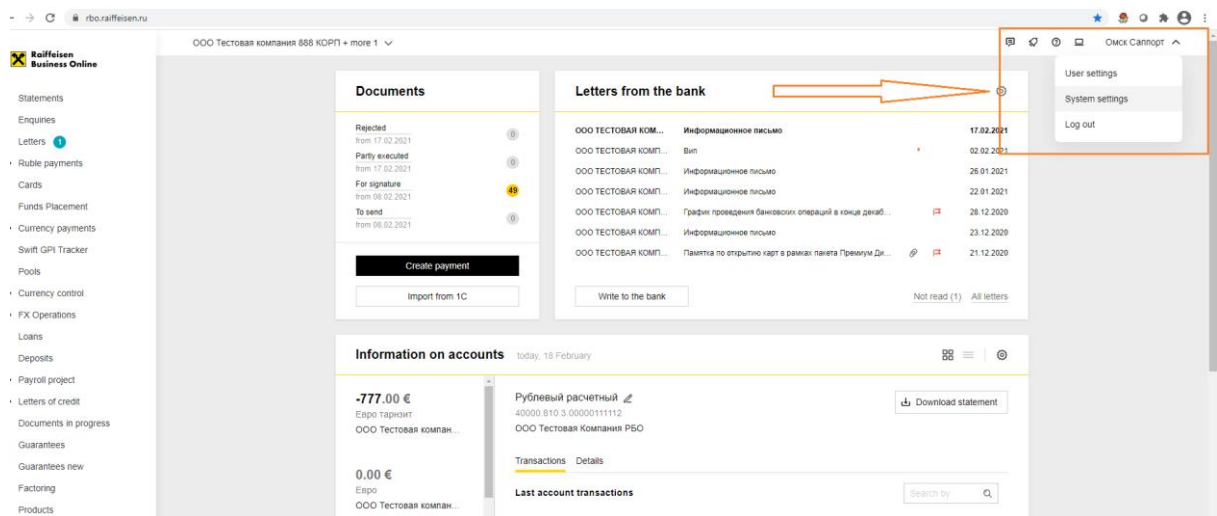 rbo.raiffeisen.ru
Raiffeisen
Business Online
ООО Тестовая компания 888 КОРП + more 1
Омск Саппорт
User settings
System settings
Log out
Statements
Enquires
Letters 1
Ruble payments
Cards
Funds Placement
Currency payments
Swift GPI Tracker
Pools
Currency control
FX Operations
Loans
Deposits
Payroll project
Letters of credit
Documents in progress
Guarantees
Guarantees new
Factoring
Products
Documents
Rejected 0
from 17.02.2021
Partly executed 0
from 17.02.2021
For signature 49
from 08.02.2021
To send 0
from 08.02.2021
Create payment
Import from 1C
Letters from the bank
ООО ТЕСТОВАЯ КОМ... Информационное письмо 17.02.2021
ООО ТЕСТОВАЯ КОМП... Вип 02.02.2021
ООО ТЕСТОВАЯ КОМП... Информационное письмо 26.01.2021
ООО ТЕСТОВАЯ КОМП... Информационное письмо 22.01.2021
ООО ТЕСТОВАЯ КОМП... График проведения банковских операций в конце декаб... 28.12.2020
ООО ТЕСТОВАЯ КОМП... Информационное письмо 23.12.2020
ООО ТЕСТОВАЯ КОМП... Памятка по открытию карт в рамках пакета Премиум Ди... 21.12.2020
Write to the bank
Not read (1) All letters
Information on accounts today, 18 February
-777.00 €
Евро тарнзит
ООО Тестовая компан...
0.00 €
Евро
ООО Тестовая компан...
Рублевый расчетный
40000.810.3.00000111112
ООО Тестовая Компания РБО
Download statement
Transactions Details
Last account transactions
Search by